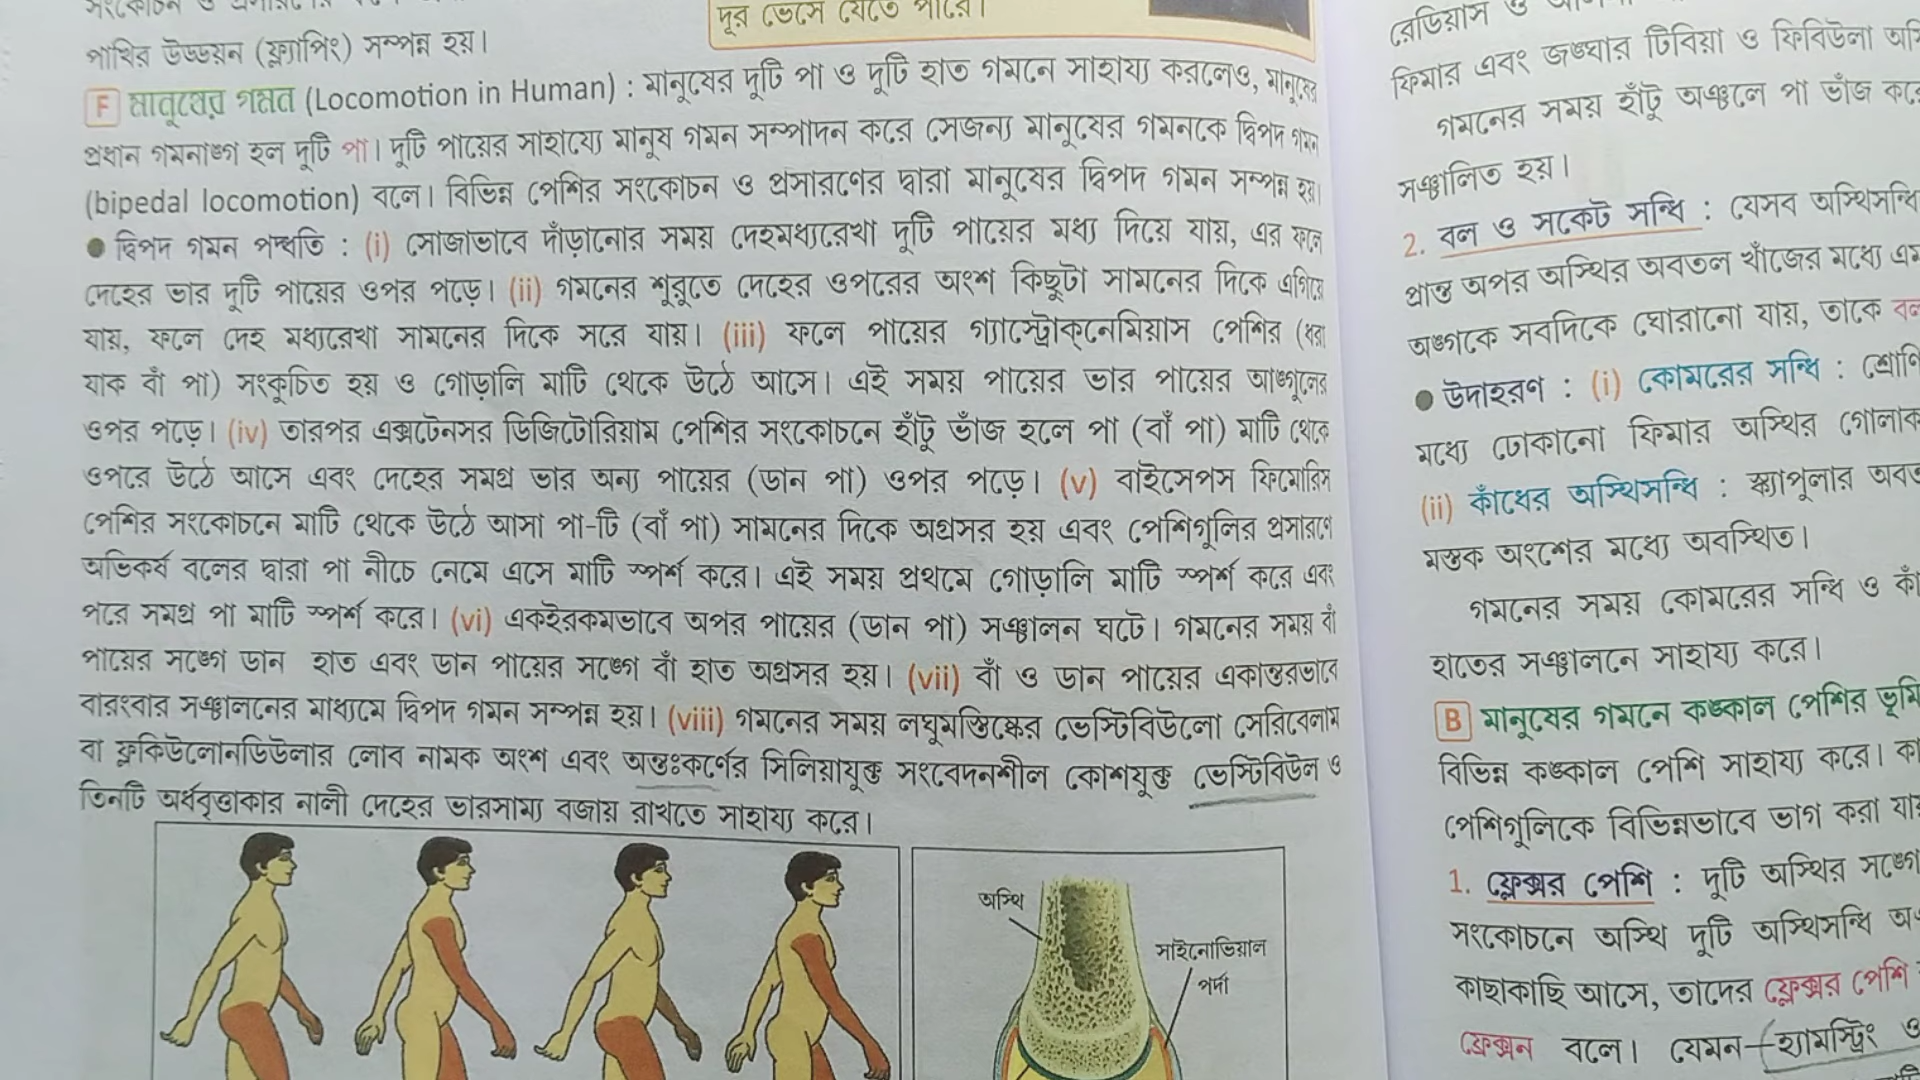 পাখির উড্ডয়ন (ফ্ল্যাপিং) সম্পন্ন হয়।
দূর ভেসে যেতে পারে।
F মানুষের গমন (Locomotion in Human) : মানুষের দুটি পা ও দুটি হাত গমনে সাহায্য করলেও, মানুষের
প্রধান গমনাঙ্গ হল দুটি পা। দুটি পায়ের সাহায্যে মানুষ গমন সম্পাদন করে সেজন্য মানুষের গমনকে দ্বিপদ গমন
(bipedal locomotion) বলে। বিভিন্ন পেশির সংকোচন ও প্রসারণের দ্বারা মানুষের দ্বিপদ গমন সম্পন্ন হয়।
● দ্বিপদ গমন পদ্ধতি : (i) সোজাভাবে দাঁড়ানোর সময় দেহমধ্যরেখা দুটি পায়ের মধ্য দিয়ে যায়, এর ফলে
দেহের ভার দুটি পায়ের ওপর পড়ে। (ii) গমনের শুরুতে দেহের ওপরের অংশ কিছুটা সামনের দিকে এগিয়ে
যায়, ফলে দেহ মধ্যরেখা সামনের দিকে সরে যায়। (iii) ফলে পায়ের গ্যাস্ট্রোক্‌নেমিয়াস পেশির (ধরা
যাক বাঁ পা) সংকুচিত হয় ও গোড়ালি মাটি থেকে উঠে আসে। এই সময় পায়ের ভার পায়ের আঙুলের
ওপর পড়ে। (iv) তারপর এক্সটেনসর ডিজিটোরিয়াম পেশির সংকোচনে হাঁটু ভাঁজ হলে পা (বাঁ পা) মাটি থেকে
ওপরে উঠে আসে এবং দেহের সমগ্র ভার অন্য পায়ের (ডান পা) ওপর পড়ে। (v) বাইসেপস ফিমোরিস
পেশির সংকোচনে মাটি থেকে উঠে আসা পা-টি (বাঁ পা) সামনের দিকে অগ্রসর হয় এবং পেশিগুলির প্রসারণে
অভিকর্ষ বলের দ্বারা পা নীচে নেমে এসে মাটি স্পর্শ করে। এই সময় প্রথমে গোড়ালি মাটি স্পর্শ করে এবং
পরে সমগ্র পা মাটি স্পর্শ করে। (vi) একইরকমভাবে অপর পায়ের (ডান পা) সঞ্চালন ঘটে। গমনের সময় বাঁ
পায়ের সঙ্গে ডান হাত এবং ডান পায়ের সঙ্গে বাঁ হাত অগ্রসর হয়। (vii) বাঁ ও ডান পায়ের একান্তরভাবে
বারংবার সঞ্চালনের মাধ্যমে দ্বিপদ গমন সম্পন্ন হয়। (viii) গমনের সময় লঘুমস্তিষ্কের ভেস্টিবিউলো সেরিবেলাম
বা ফ্লকিউলোনডিউলার লোব নামক অংশ এবং অন্তঃকর্ণের সিলিয়াযুক্ত সংবেদনশীল কোশযুক্ত ভেস্টিবিউল ও
তিনটি অর্ধবৃত্তাকার নালী দেহের ভারসাম্য বজায় রাখতে সাহায্য করে।
অস্থি
সাইনোভিয়াল
পর্দা
রেডিয়াস ও
ফিমার এবং জঙ্ঘার টিবিয়া ও ফিবিউলা
গমনের সময় হাঁটু অঞ্চলে পা ভাঁজ
সঞ্চালিত হয়।
2. বল ও সকেট সন্ধি : যেসব অস্থিসন্ধি
প্রান্ত অপর অস্থির অবতল খাঁজের মধ্যে
অঙ্গকে সবদিকে ঘোরানো যায়, তাকে
● উদাহরণ : (i) কোমরের সন্ধি :
মধ্যে ঢোকানো ফিমার অস্থির
(ii) কাঁধের অস্থিসন্ধি : স্ক্যাপুলার
মস্তক অংশের মধ্যে অবস্থিত।
গমনের সময় কোমরের সন্ধি ও
হাতের সঞ্চালনে সাহায্য করে।
B মানুষের গমনে কঙ্কাল পেশির
বিভিন্ন কঙ্কাল পেশি সাহায্য করে।
পেশিগুলিকে বিভিন্নভাবে ভাগ করা
1. ফ্লেক্সর পেশি : দুটি অস্থির
সংকোচনে অস্থি দুটি অস্থিসন্ধি
কাছাকাছি আসে, তাদের ফ্লেক্সর পেশি
ফ্লেক্সন বলে। যেমন—হ্যামস্ট্রিং ও